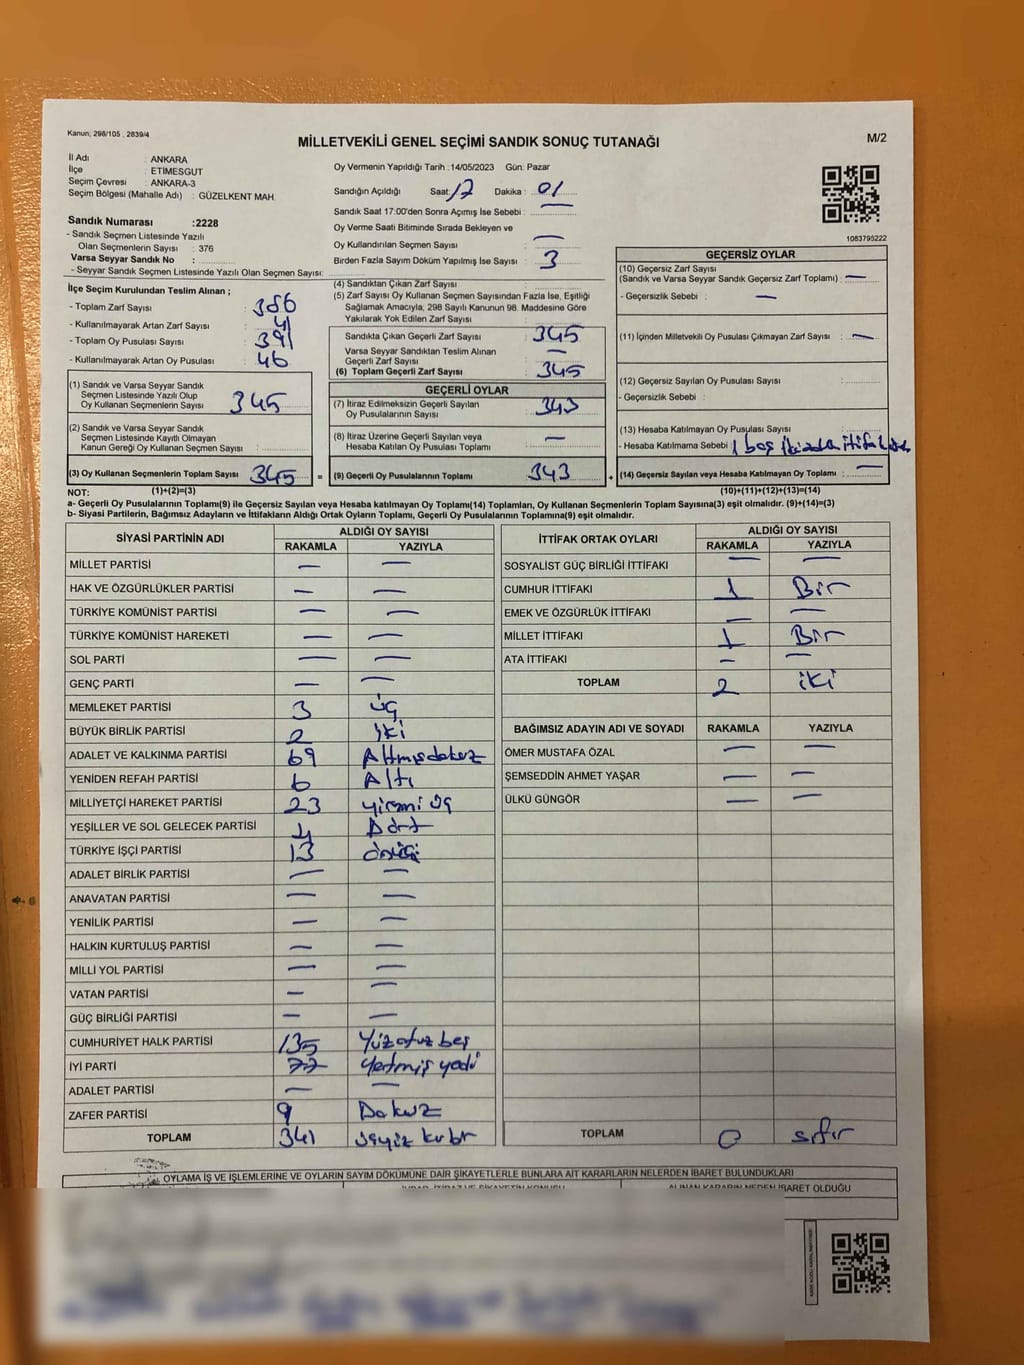 Kanun; 298/105 , 2839/4
MİLLETVEKİLİ GENEL SEÇİMİ SANDIK SONUÇ TUTANAĞI
M/2
İl Adı : ANKARA
İlçe : ETİMESGUT
Seçim Çevresi : ANKARA-3
Seçim Bölgesi (Mahalle Adı) : GÜZELKENT MAH.
Sandık Numarası :2228
- Sandık Seçmen Listesinde Yazılı
Olan Seçmenlerin Sayısı : 376
Varsa Seyyar Sandık No :
- Seyyar Sandık Seçmen Listesinde Yazılı Olan Seçmen Sayısı:
Oy Vermenin Yapıldığı Tarih :14/05/2023 Gün: Pazar
Sandığın Açıldığı Saat: 17 Dakika : 01
Sandık Saat 17:00'den Sonra Açımış İse Sebebi :
Oy Verme Saati Bitiminde Sırada Bekleyen ve
Oy Kullandırılan Seçmen Sayısı : —
Birden Fazla Sayım Döküm Yapılmış İse Sayısı : 3
1083795222
İlçe Seçim Kurulundan Teslim Alınan ;
- Toplam Zarf Sayısı : 386
- Kullanılmayarak Artan Zarf Sayısı : 41
- Toplam Oy Pusulası Sayısı : 391
- Kullanılmayarak Artan Oy Pusulası : 46
(1) Sandık ve Varsa Seyyar Sandık
Seçmen Listesinde Yazılı Olup
Oy Kullanan Seçmenlerin Sayısı : 345
(2) Sandık ve Varsa Seyyar Sandık
Seçmen Listesinde Kayıtlı Olmayan
Kanun Gereği Oy Kullanan Seçmen Sayısı :
(3) Oy Kullanan Seçmenlerin Toplam Sayısı : 345 =
(4) Sandıktan Çıkan Zarf Sayısı :
(5) Zarf Sayısı Oy Kullanan Seçmen Sayısından Fazla İse, Eşitliği
Sağlamak Amacıyla, 298 Sayılı Kanunun 98. Maddesine Göre
Yakılarak Yok Edilen Zarf Sayısı :
Sandıkta Çıkan Geçerli Zarf Sayısı : 345
Varsa Seyyar Sandıktan Teslim Alınan
Geçerli Zarf Sayısı : —
(6) Toplam Geçerli Zarf Sayısı : 345
GEÇERLİ OYLAR
(7) İtiraz Edilmeksizin Geçerli Sayılan
Oy Pusulalarının Sayısı : 343
(8) İtiraz Üzerine Geçerli Sayılan veya
Hesaba Katılan Oy Pusulası Toplamı : —
(9) Geçerli Oy Pusulalarının Toplamı : 343 +
GEÇERSİZ OYLAR
(10) Geçersiz Zarf Sayısı
(Sandık ve Varsa Seyyar Sandık Geçersiz Zarf Toplamı) : —
- Geçersizlik Sebebi : —
(11) İçinden Milletvekili Oy Pusulası Çıkmayan Zarf Sayısı : —
(12) Geçersiz Sayılan Oy Pusulası Sayısı :
- Geçersizlik Sebebi :
(13) Hesaba Katılmayan Oy Pusulası Sayısı :
- Hesaba Katılmama Sebebi : 1 boş
(14) Geçersiz Sayılan veya Hesaba Katılmayan Oy Toplamı : —
NOT: (1)+(2)=(3) (10)+(11)+(12)+(13)=(14)
a- Geçerli Oy Pusulalarının Toplamı(9) ile Geçersiz Sayılan veya Hesaba katılmayan Oy Toplamı(14) Toplamları, Oy Kullanan Seçmenlerin Toplam Sayısına(3) eşit olmalıdır. (9)+(14)=(3)
b- Siyasi Partilerin, Bağımsız Adayların ve İttifakların Aldığı Ortak Oyların Toplamı, Geçerli Oy Pusulalarının Toplamına(9) eşit olmalıdır.
SİYASİ PARTİNİN ADI ALDIĞI OY SAYISI
RAKAMLA YAZIYLA
MİLLET PARTİSİ — —
HAK VE ÖZGÜRLÜKLER PARTİSİ — —
TÜRKİYE KOMÜNİST PARTİSİ — —
TÜRKİYE KOMÜNİST HAREKETİ — —
SOL PARTİ — —
GENÇ PARTİ — —
MEMLEKET PARTİSİ 3 üç
BÜYÜK BİRLİK PARTİSİ 2 iki
ADALET VE KALKINMA PARTİSİ 69 Altmışdokuz
YENİDEN REFAH PARTİSİ 6 Altı
MİLLİYETÇİ HAREKET PARTİSİ 23 yirmi üç
YEŞİLLER VE SOL GELECEK PARTİSİ 4 Dört
TÜRKİYE İŞÇİ PARTİSİ 13 onüç
ADALET BİRLİK PARTİSİ — —
ANAVATAN PARTİSİ — —
YENİLİK PARTİSİ — —
HALKIN KURTULUŞ PARTİSİ — —
MİLLİ YOL PARTİSİ — —
VATAN PARTİSİ — —
GÜÇ BİRLİĞİ PARTİSİ — —
CUMHURİYET HALK PARTİSİ 135 Yüzotuz beş
İYİ PARTİ 77 Yetmiş yedi
ADALET PARTİSİ — —
ZAFER PARTİSİ 9 Dokuz
TOPLAM 341
İTTİFAK ORTAK OYLARI ALDIĞI OY SAYISI
RAKAMLA YAZIYLA
SOSYALİST GÜÇ BİRLİĞİ İTTİFAKI — —
CUMHUR İTTİFAKI 1 Bir
EMEK VE ÖZGÜRLÜK İTTİFAKI — —
MİLLET İTTİFAKI 1 Bir
ATA İTTİFAKI — —
TOPLAM 2 iki
BAĞIMSIZ ADAYIN ADI VE SOYADI RAKAMLA YAZIYLA
ÖMER MUSTAFA ÖZAL — —
ŞEMSEDDİN AHMET YAŞAR — —
ÜLKÜ GÜNGÖR — —
TOPLAM 0 sıfır
OYLAMA İŞ VE İŞLEMLERİNE VE OYLARIN SAYIM DÖKÜMÜNE DAİR ŞİKAYETLERLE BUNLARA AİT KARARLARIN NELERDEN İBARET BULUNDUKLARI
ALINAN KARARIN NEDEN İBARET OLDUĞU